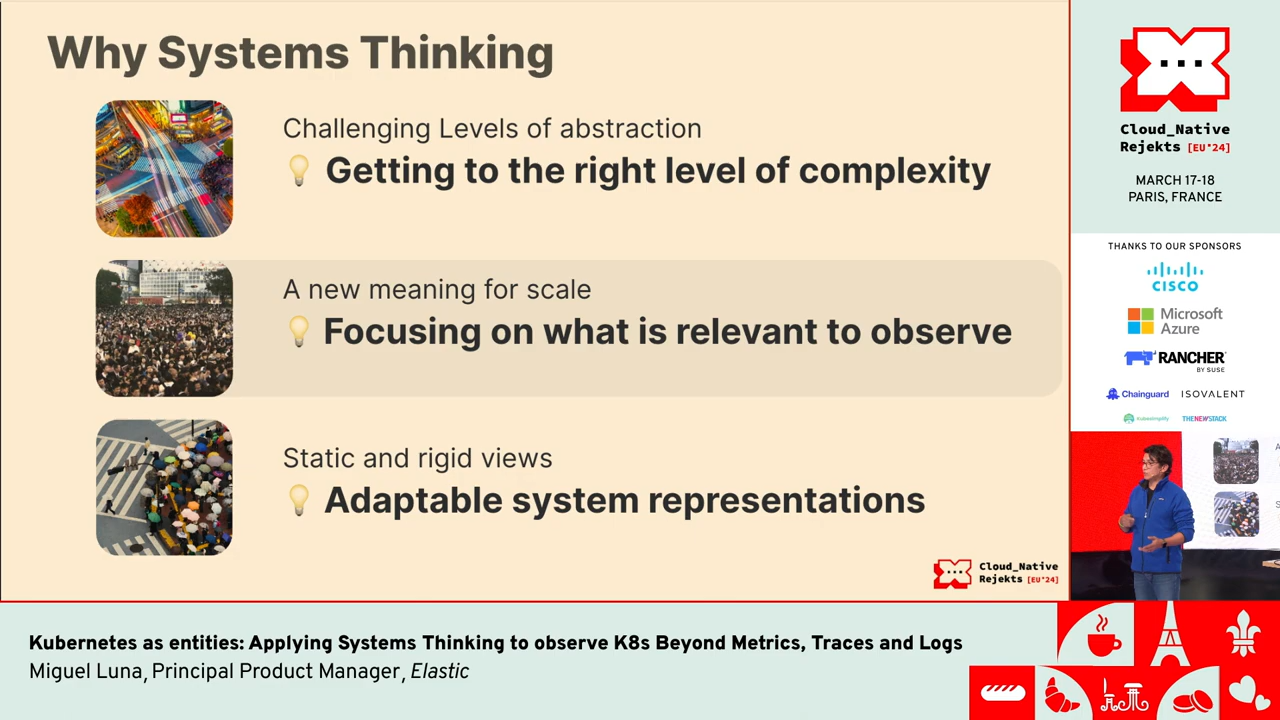 Why Systems Thinking
Challenging Levels of abstraction
Getting to the right level of complexity
A new meaning for scale
Focusing on what is relevant to observe
Static and rigid views
Adaptable system representations
Cloud_Native
Rejekts [EU'24]
Cloud_Native
Rejekts [EU'24]
MARCH 17-18
PARIS, FRANCE
THANKS TO OUR SPONSORS
CISCO
Microsoft
Azure
RANCHER
BY SUSE
Chainguard ISOVALENT
Kubesimplify THENEWSTACK
Kubernetes as entities: Applying Systems Thinking to observe K8s Beyond Metrics, Traces and Logs
Miguel Luna, Principal Product Manager, Elastic